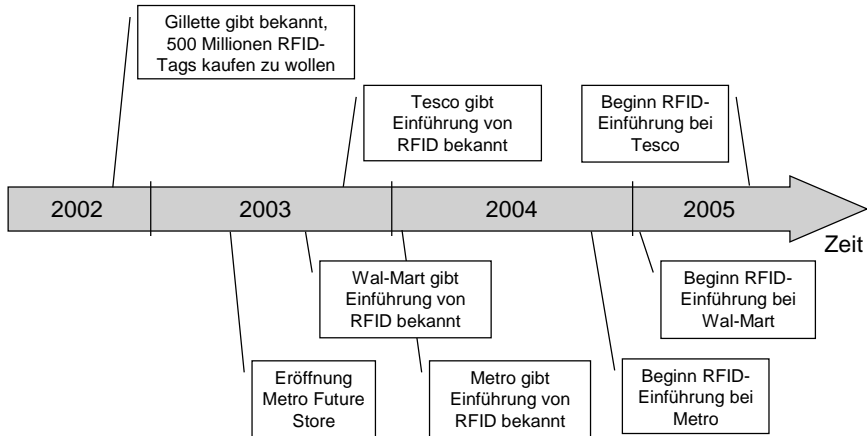 Gillette gibt bekannt,
500 Millionen RFID-
Tags kaufen zu wollen
Tesco gibt
Einführung von
RFID bekannt
Beginn RFID-
Einführung bei
Tesco
2002
2003
2004
2005
Zeit
Wal-Mart gibt
Einführung von
RFID bekannt
Beginn RFID-
Einführung bei
Wal-Mart
Eröffnung
Metro Future
Store
Metro gibt
Einführung von
RFID bekannt
Beginn RFID-
Einführung bei
Metro